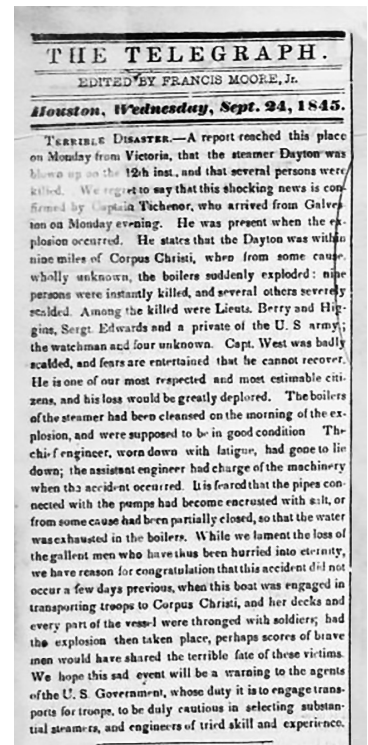 THE TELEGRAPH.
EDITED BY FRANCIS MOORE, Jr.
Houston, Wednesday, Sept. 24, 1845.
TERRIBLE DISASTER.—A report reached this place
on Monday from Victoria, that the steamer Dayton was
blown up on the 12th inst., and that several persons were
killed. We regret to say that this shocking news is con-
firmed by Captain Tichenor, who arrived from Galves-
ton on Monday evening. He was present when the ex-
plosion occurred. He states that the Dayton was within
nine miles of Corpus Christi, when from some cause,
wholly unknown, the boilers suddenly exploded: nine
persons were instantly killed, and several others severely
scalded. Among the killed were Lieuts. Berry and Hig-
gins, Sergt. Edwards and a private of the U. S army;
the watchman and four unknown. Capt. West was badly
scalded, and fears are entertained that he cannot recover.
He is one of our most respected and most estimable citi-
zens, and his loss would be greatly deplored. The boilers
of the steamer had been cleansed on the morning of the ex-
plosion, and were supposed to be in good condition The
chief engineer, worn down with fatigue, had gone to lie
down; the assistant engineer had charge of the machinery
when the accident occurred. It is feared that the pipes con-
nected with the pumps had become encrusted with salt, or
from some cause had been partially closed, so that the water
was exhausted in the boilers. While we lament the loss of
the gallent men who have thus been hurried into eternity,
we have reason for congratulation that this accident did not
occur a few days previous, when this boat was engaged in
transporting troops to Corpus Christi, and her decks and
every part of the vessel were thronged with soldiers; had
the explosion then taken place, perhaps scores of brave
men would have shared the terrible fate of these victims.
We hope this sad event will be a warning to the agents
of the U. S. Government, whose duty it is to engage trans-
ports for troops, to be duly cautious in selecting substan-
tial steamers, and engineers of tried skill and experience.